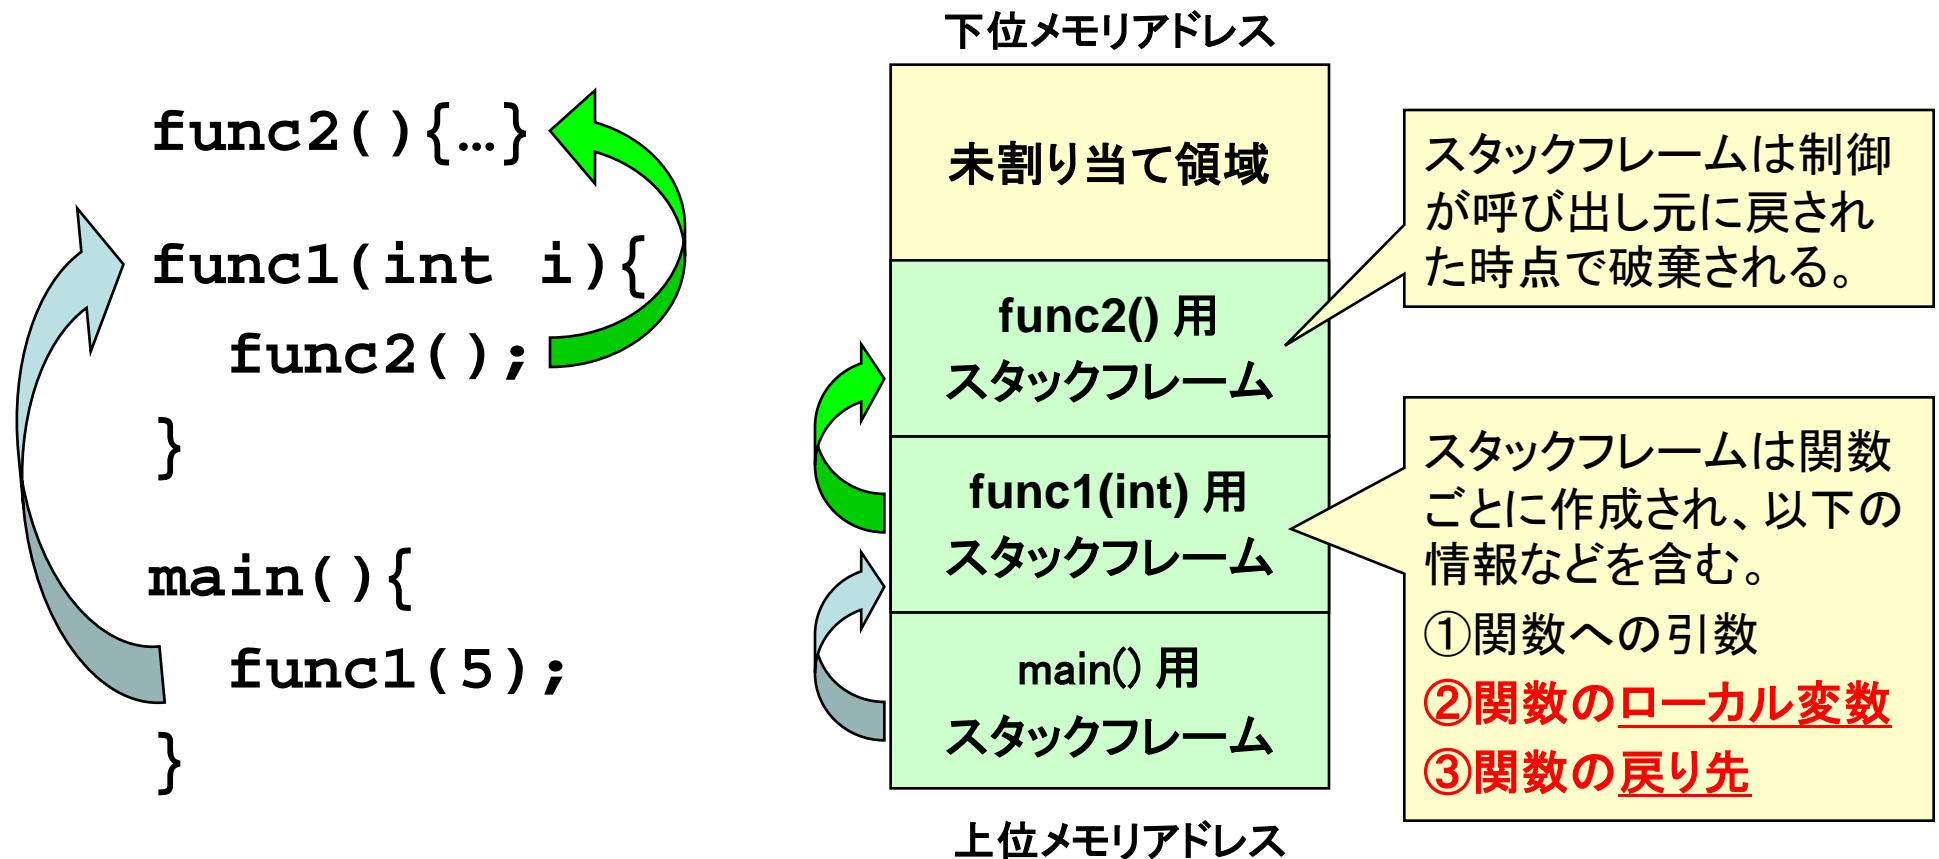 func2(){…}
func1(int i){
func2();
}
main(){
func1(5);
}
下位メモリアドレス
未割り当て領域
func2() 用
スタックフレーム
func1(int) 用
スタックフレーム
main() 用
スタックフレーム
上位メモリアドレス
スタックフレームは制御
が呼び出し元に戻され
た時点で破棄される。
スタックフレームは関数
ごとに作成され、以下の
情報などを含む。
①関数への引数
②関数のローカル変数
③関数の戻り先